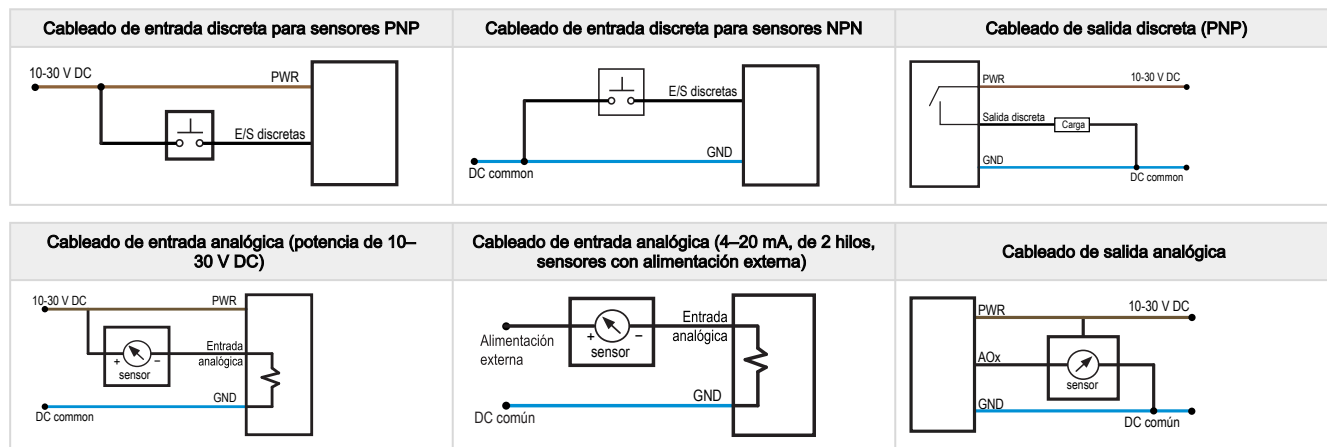 Cableado de entrada discreta para sensores PNP
Cableado de entrada discreta para sensores NPN
Cableado de salida discreta (PNP)
10-30 V DC
PWR
E/S discretas
E/S discretas
GND
DC common
PWR
10-30 V DC
Salida discreta
Carga
GND
DC common
Cableado de entrada analógica (potencia de 10–
30 V DC)
Cableado de entrada analógica (4–20 mA, de 2 hilos,
sensores con alimentación externa)
Cableado de salida analógica
10-30 V DC
PWR
Entrada
analógica
+ –
sensor
GND
DC common
Entrada
analógica
Alimentación
externa
+ –
sensor
GND
DC común
PWR
10-30 V DC
AOx
sensor
GND
DC común